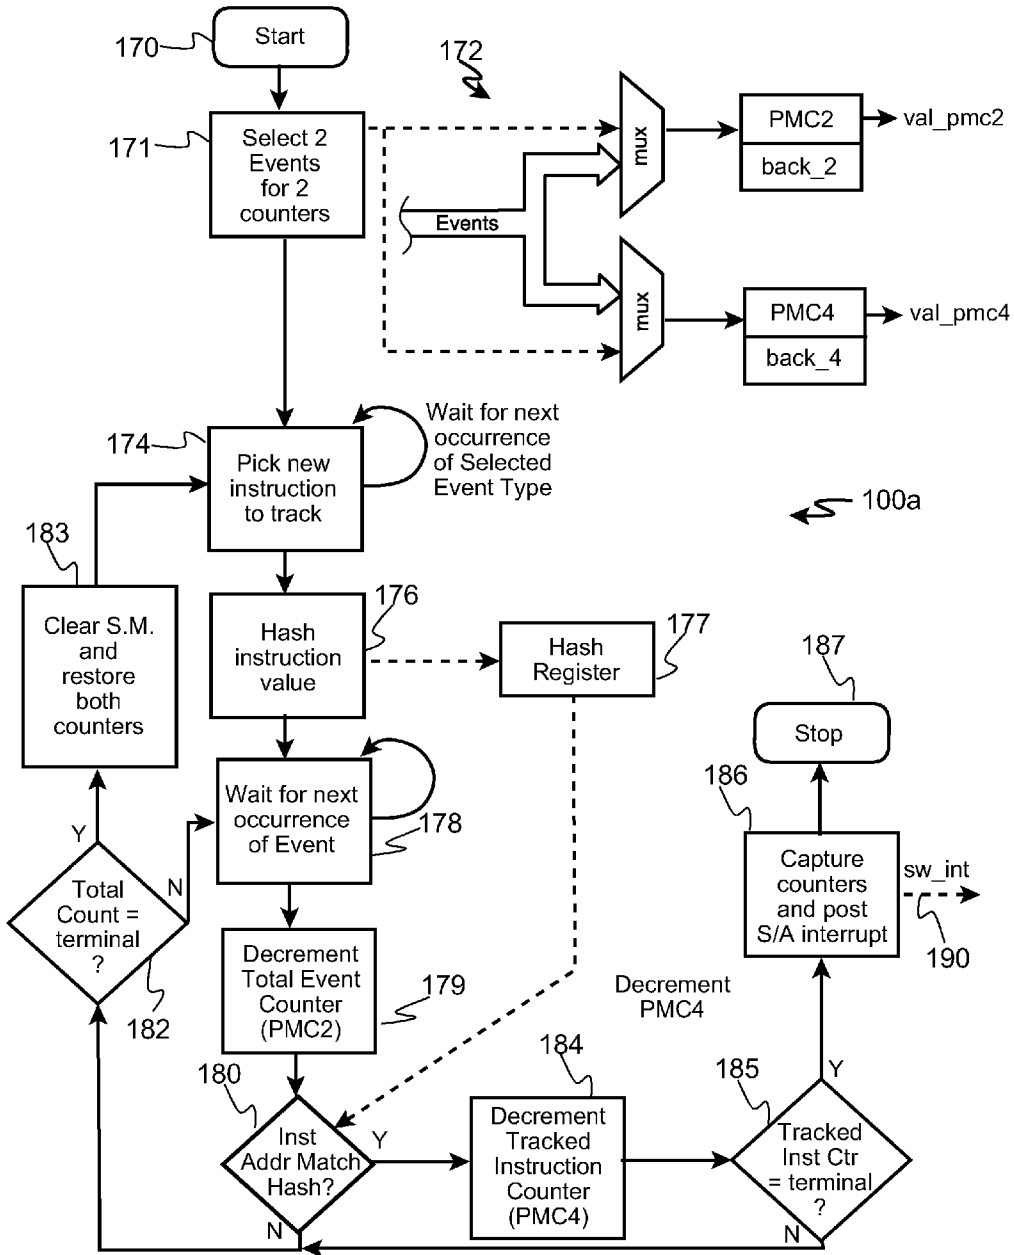 170
Start
172
171
Select 2
Events
for 2
counters
mux
PMC2
back_2
val_pmc2
Events
mux
PMC4
back_4
val_pmc4
174
Pick new
instruction
to track
Wait for next
occurrence
of Selected
Event Type
100a
183
Clear S.M.
and
restore
both
counters
176
Hash
instruction
value
177
Hash
Register
187
Stop
Wait for next
occurrence
of Event
178
186
Capture
counters
and post
S/A interrupt
sw_int
190
Y
N
Total
Count =
terminal
?
182
Decrement
Total Event
Counter
(PMC2)
179
Decrement
PMC4
180
Inst
Addr Match
Hash?
Y
N
184
Decrement
Tracked
Instruction
Counter
(PMC4)
185
Y
Tracked
Inst Ctr
= terminal
?
N